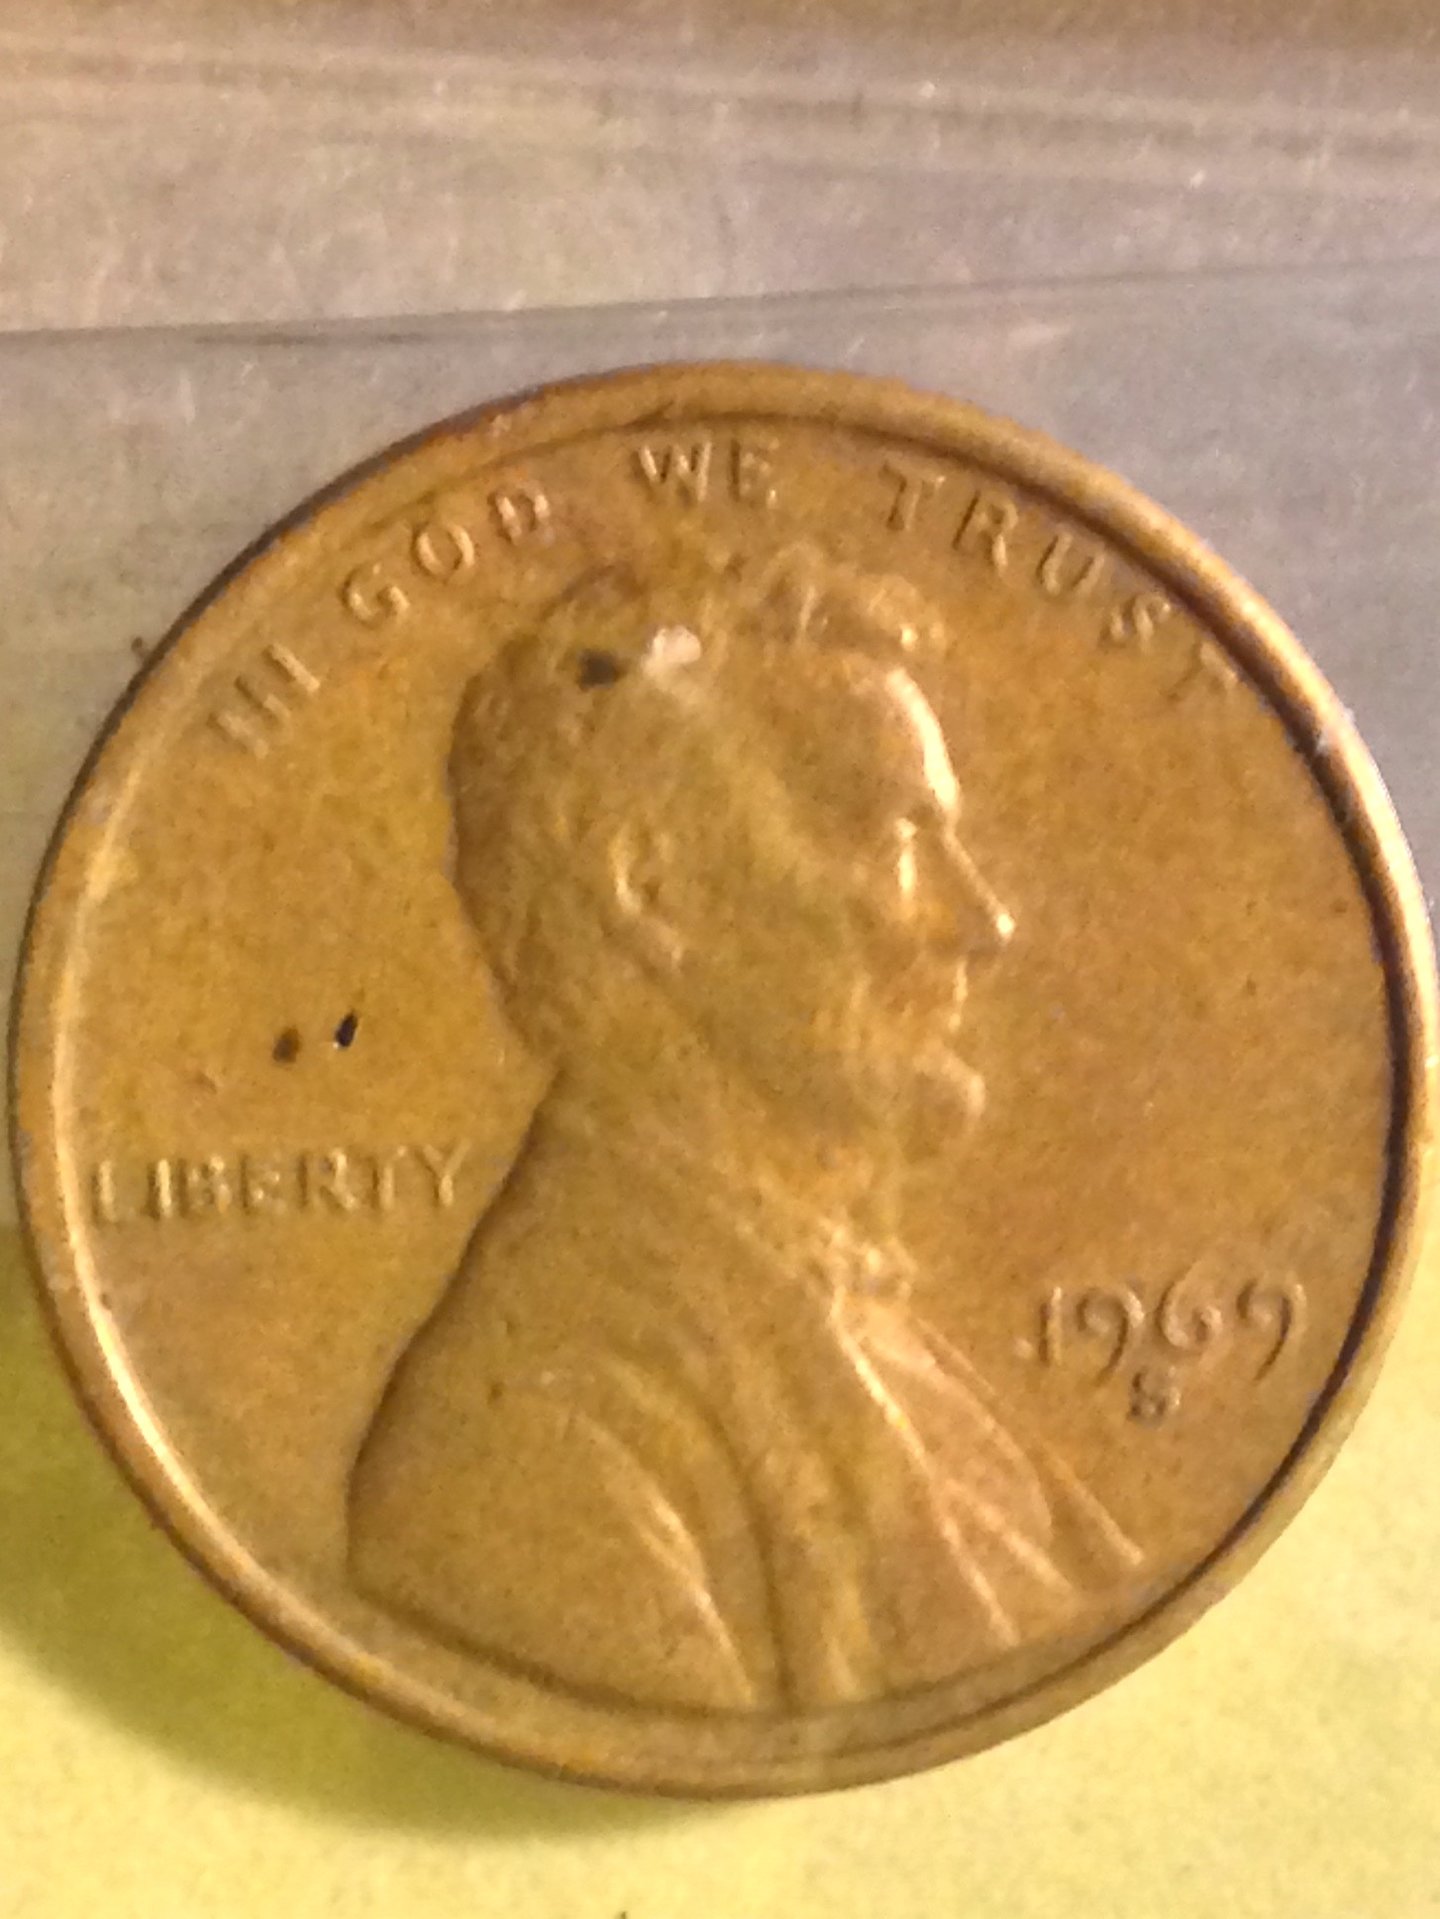 IN GOD WE TRUST
LIBERTY
1969
S